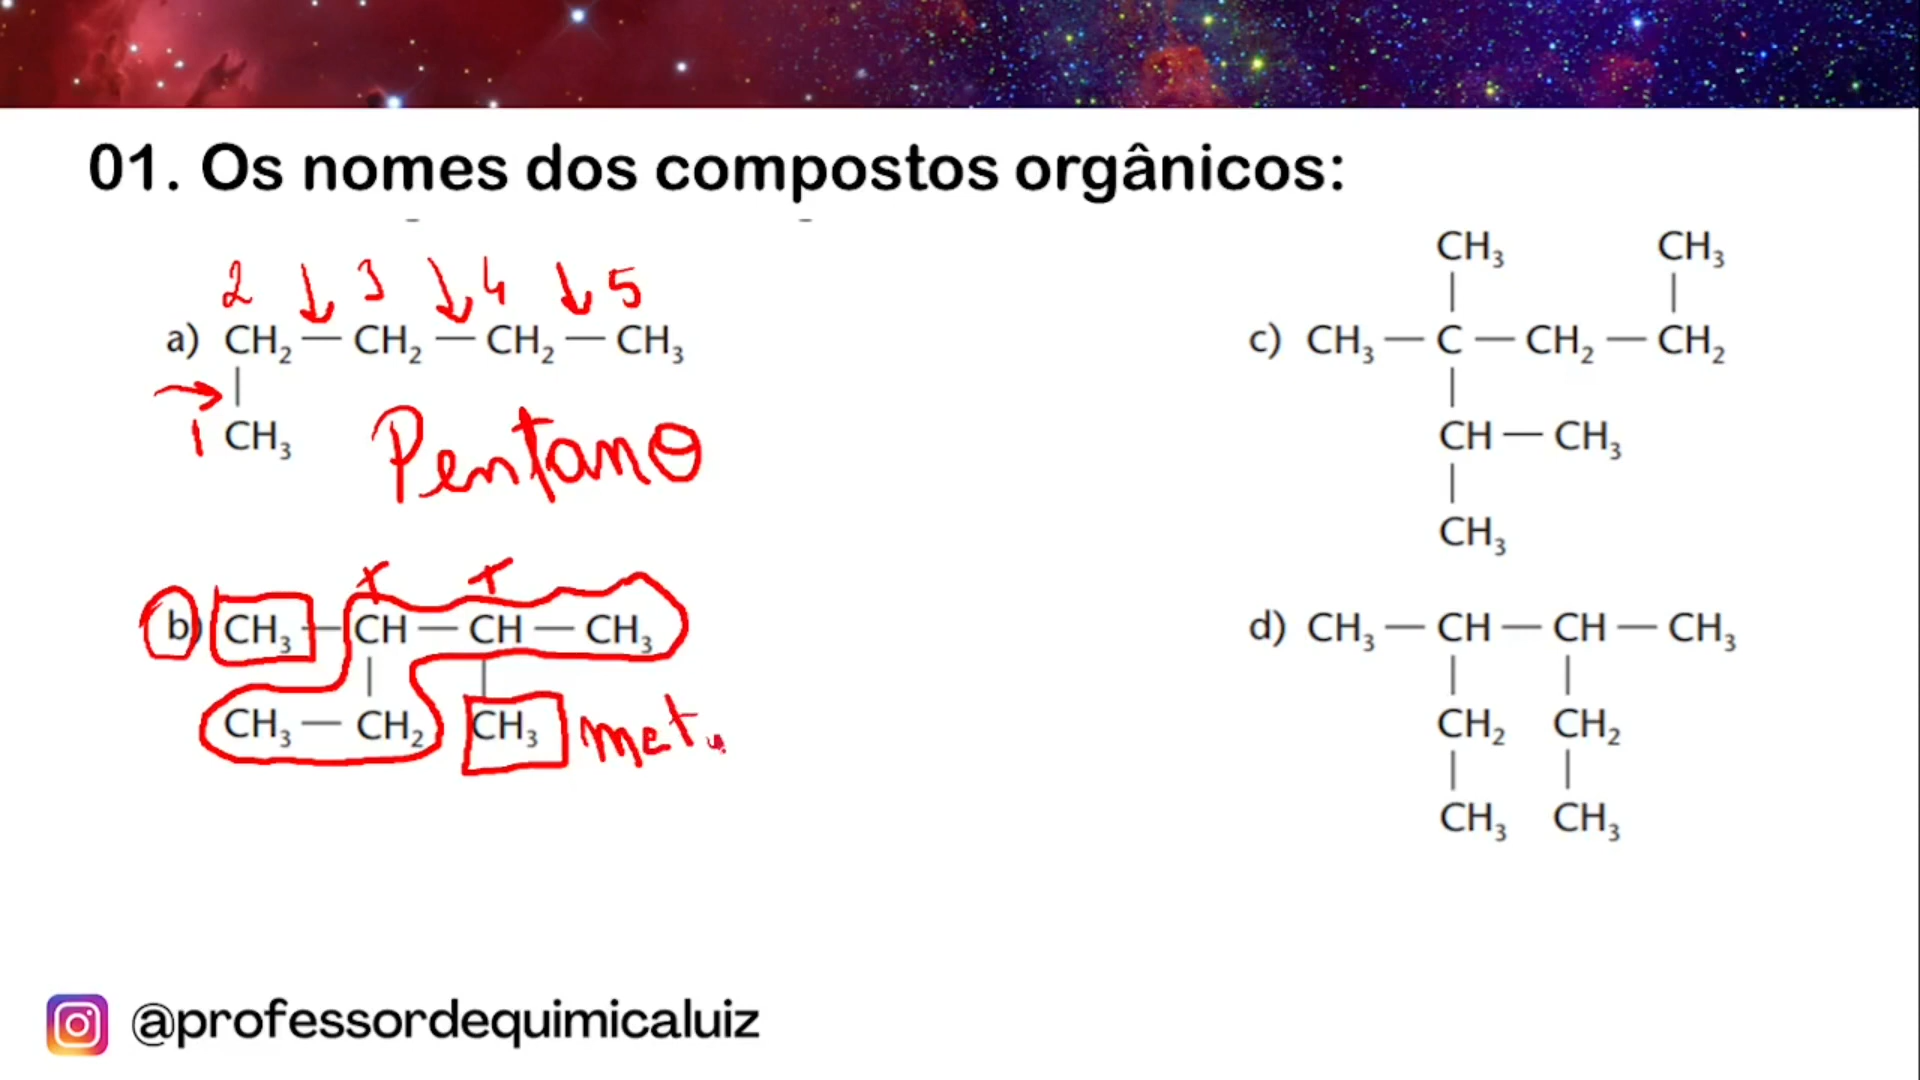 01. Os nomes dos compostos orgânicos:
2 3 4 5
a) CH₂ — CH₂ — CH₂ — CH₃
1 CH₃
Pentano
b) CH₃ — CH — CH — CH₃
CH₃ — CH₂ CH₃ met.
CH₃ CH₃
c) CH₃ — C — CH₂ — CH₂
CH — CH₃
CH₃
d) CH₃ — CH — CH — CH₃
CH₂ CH₂
CH₃ CH₃
@professordequimicaluiz